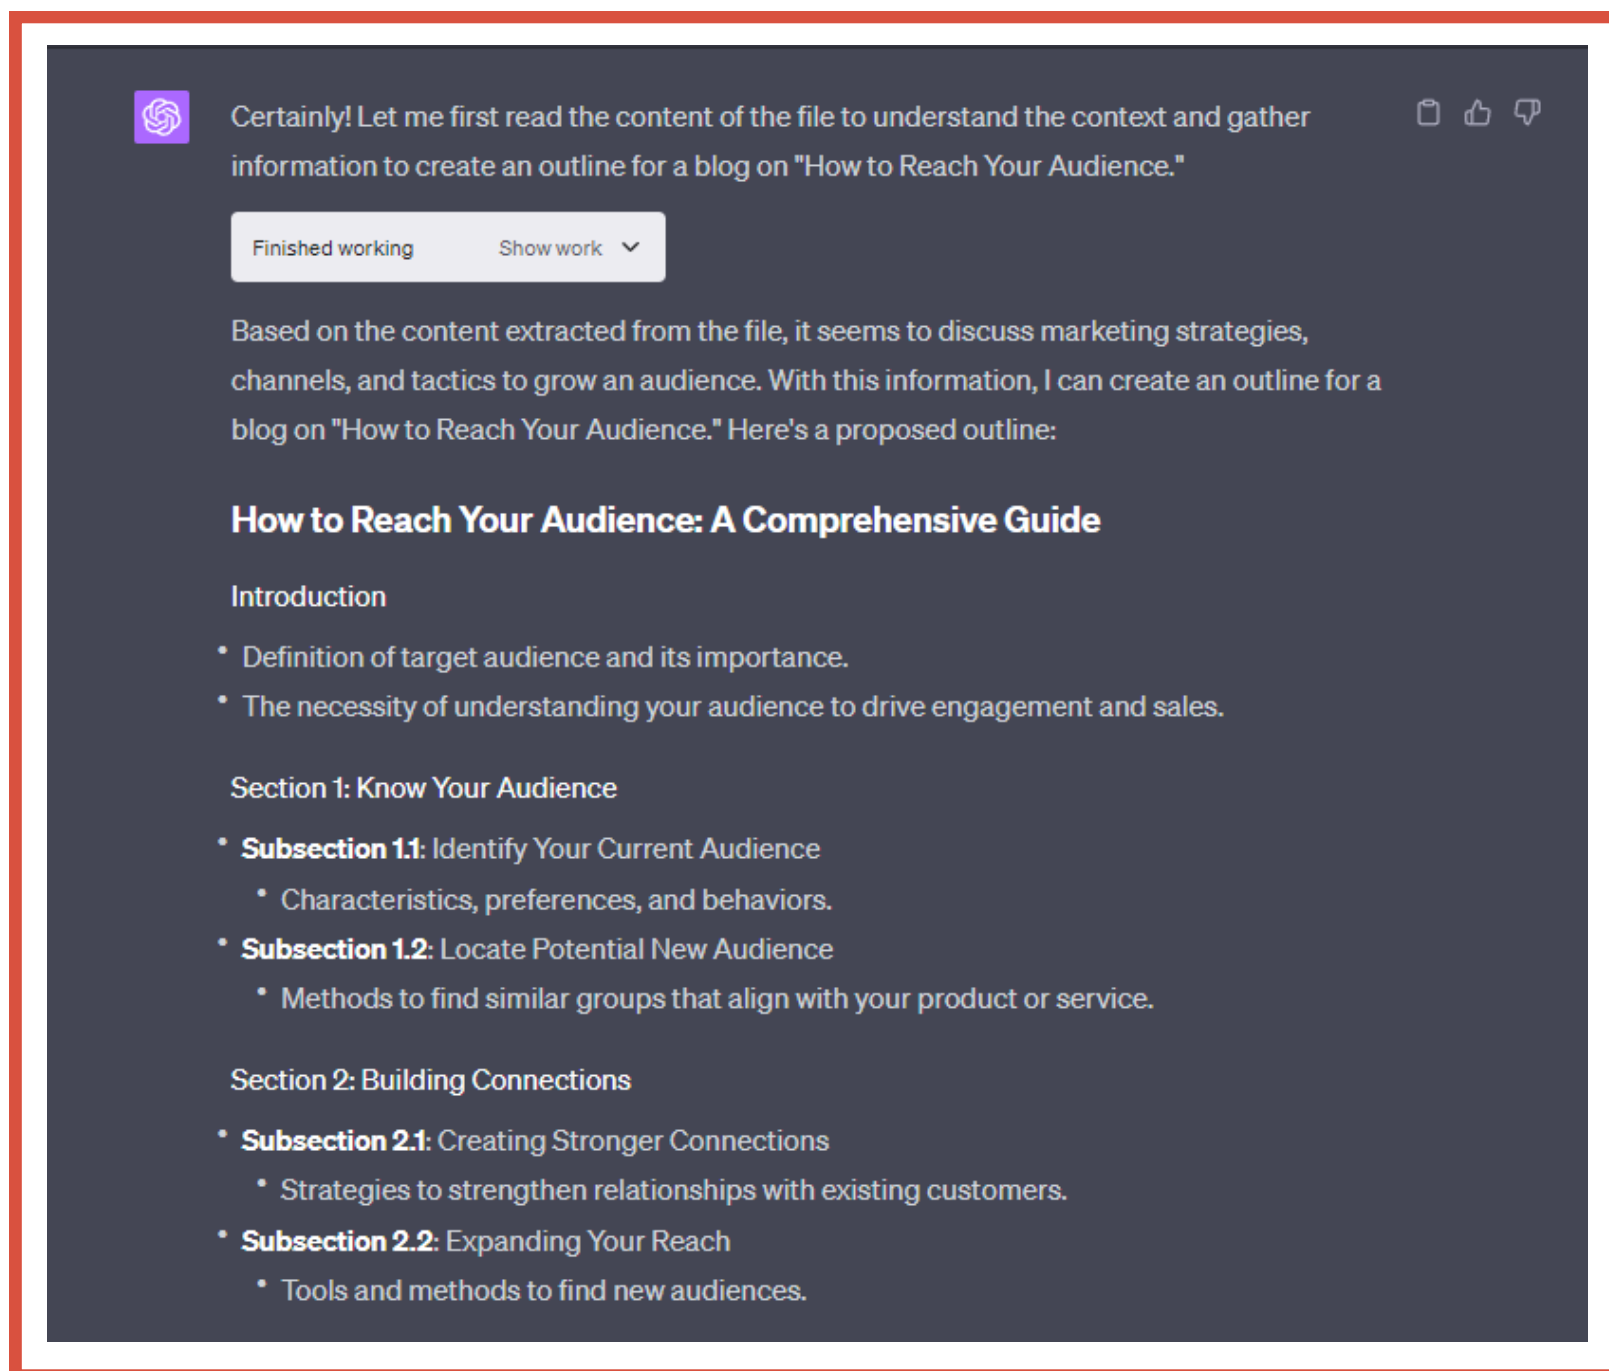 Certainly! Let me first read the content of the file to understand the context and gather
information to create an outline for a blog on "How to Reach Your Audience."
Finished working Show work
Based on the content extracted from the file, it seems to discuss marketing strategies,
channels, and tactics to grow an audience. With this information, I can create an outline for a
blog on "How to Reach Your Audience." Here's a proposed outline:
How to Reach Your Audience: A Comprehensive Guide
Introduction
• Definition of target audience and its importance.
• The necessity of understanding your audience to drive engagement and sales.
Section 1: Know Your Audience
• Subsection 1.1: Identify Your Current Audience
• Characteristics, preferences, and behaviors.
• Subsection 1.2: Locate Potential New Audience
• Methods to find similar groups that align with your product or service.
Section 2: Building Connections
• Subsection 2.1: Creating Stronger Connections
• Strategies to strengthen relationships with existing customers.
• Subsection 2.2: Expanding Your Reach
• Tools and methods to find new audiences.